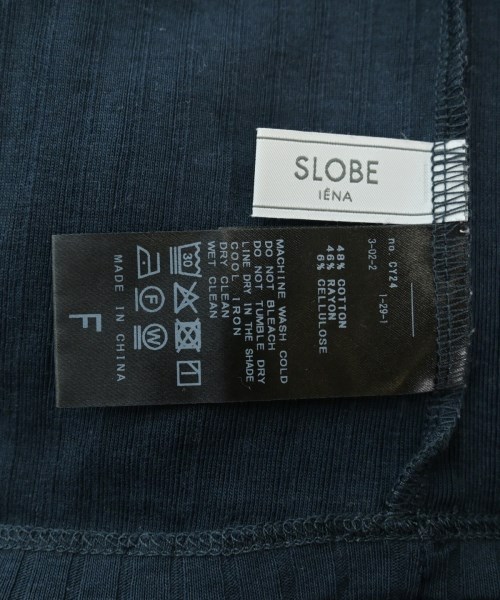 SLOBE
IÉNA
no. CY24
3-02-2 1-29-1
48% COTTON
46% RAYON
6% CELLULOSE
MACHINE WASH COLD
DO NOT BLEACH
DO NOT TUMBLE DRY
LINE DRY IN THE SHADE
COOL IRON
DRY CLEAN
WET CLEAN
30
F W
MADE IN CHINA
F